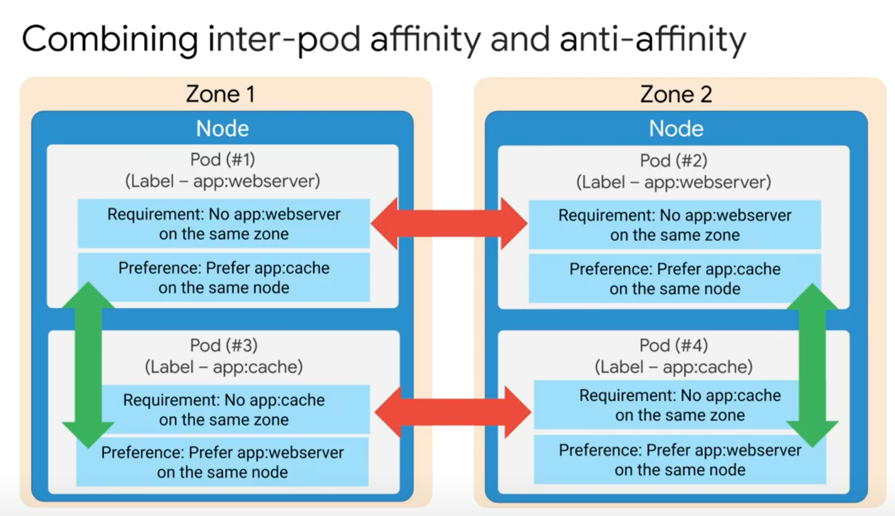 Combining inter-pod affinity and anti-affinity
Zone 1
Node
Pod (#1)
(Label – app:webserver)
Requirement: No app:webserver
on the same zone
Preference: Prefer app:cache
on the same node
Pod (#3)
(Label – app:cache)
Requirement: No app:cache
on the same zone
Preference: Prefer app:webserver
on the same node
Zone 2
Node
Pod (#2)
(Label – app:webserver)
Requirement: No app:webserver
on the same zone
Preference: Prefer app:cache
on the same node
Pod (#4)
(Label – app:cache)
Requirement: No app:cache
on the same zone
Preference: Prefer app:webserver
on the same node